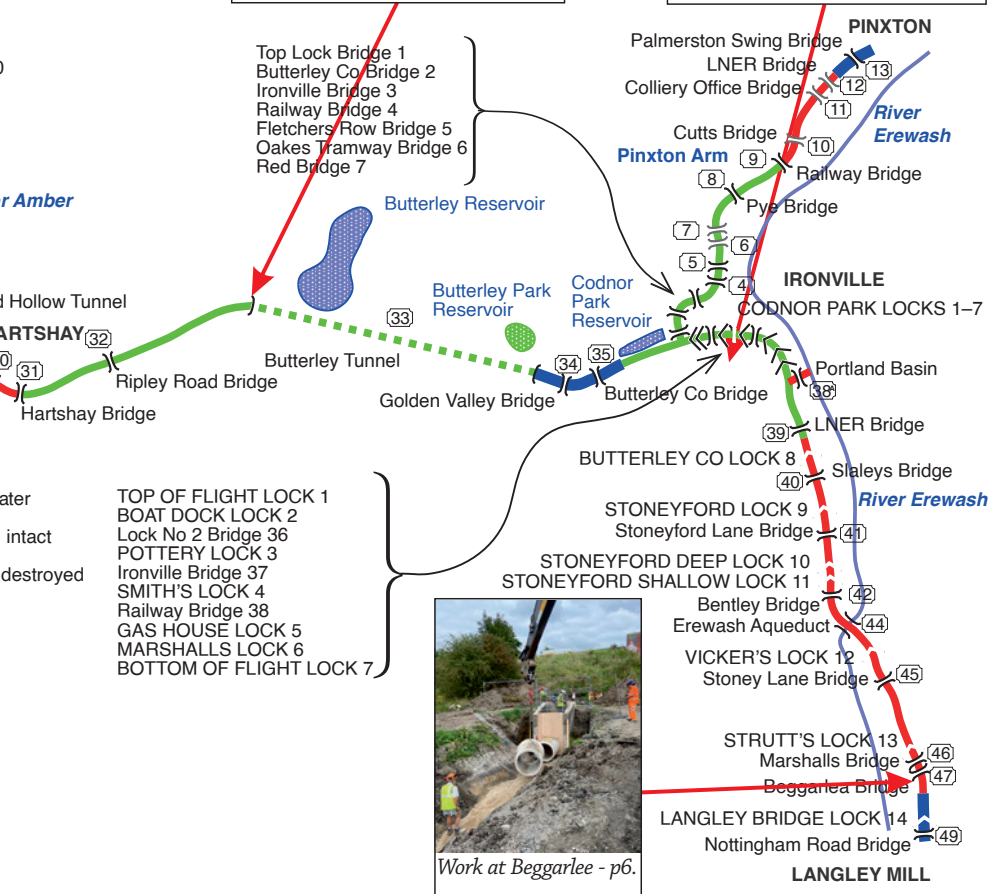 PINXTON
Palmerston Swing Bridge
LNER Bridge
13
12
Colliery Office Bridge
11
River
Erewash
Cutts Bridge
10
Pinxton Arm
9
Railway Bridge
8
Pye Bridge
7
6
5
4
Top Lock Bridge 1
Butterley Co Bridge 2
Ironville Bridge 3
Railway Bridge 4
Fletchers Row Bridge 5
Oakes Tramway Bridge 6
Red Bridge 7
0
er Amber
Butterley Reservoir
Butterley Park
Reservoir
Codnor
Park
Reservoir
IRONVILLE
CODNOR PARK LOCKS 1–7
d Hollow Tunnel
ARTSHAY
32
33
0
31
Ripley Road Bridge
Hartshay Bridge
Butterley Tunnel
34
35
Golden Valley Bridge
Butterley Co Bridge
Portland Basin
38A
39
LNER Bridge
BUTTERLEY CO LOCK 8
40
Slaleys Bridge
River Erewash
STONEYFORD LOCK 9
Stoneyford Lane Bridge
41
STONEYFORD DEEP LOCK 10
STONEYFORD SHALLOW LOCK 11
Bentley Bridge
42
Erewash Aqueduct
44
VICKER'S LOCK 12
Stoney Lane Bridge
45
STRUTT'S LOCK 13
46
Marshalls Bridge
47
Beggarlea Bridge
LANGLEY BRIDGE LOCK 14
Nottingham Road Bridge
49
LANGLEY MILL
ater
intact
destroyed
TOP OF FLIGHT LOCK 1
BOAT DOCK LOCK 2
Lock No 2 Bridge 36
POTTERY LOCK 3
Ironville Bridge 37
SMITH'S LOCK 4
Railway Bridge 38
GAS HOUSE LOCK 5
MARSHALLS LOCK 6
BOTTOM OF FLIGHT LOCK 7
Work at Beggarlee - p6.